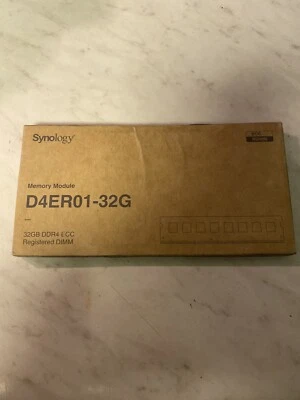 Synology
Memory Module
D4ER01-32G
32GB DDR4 ECC
Registered DIMM